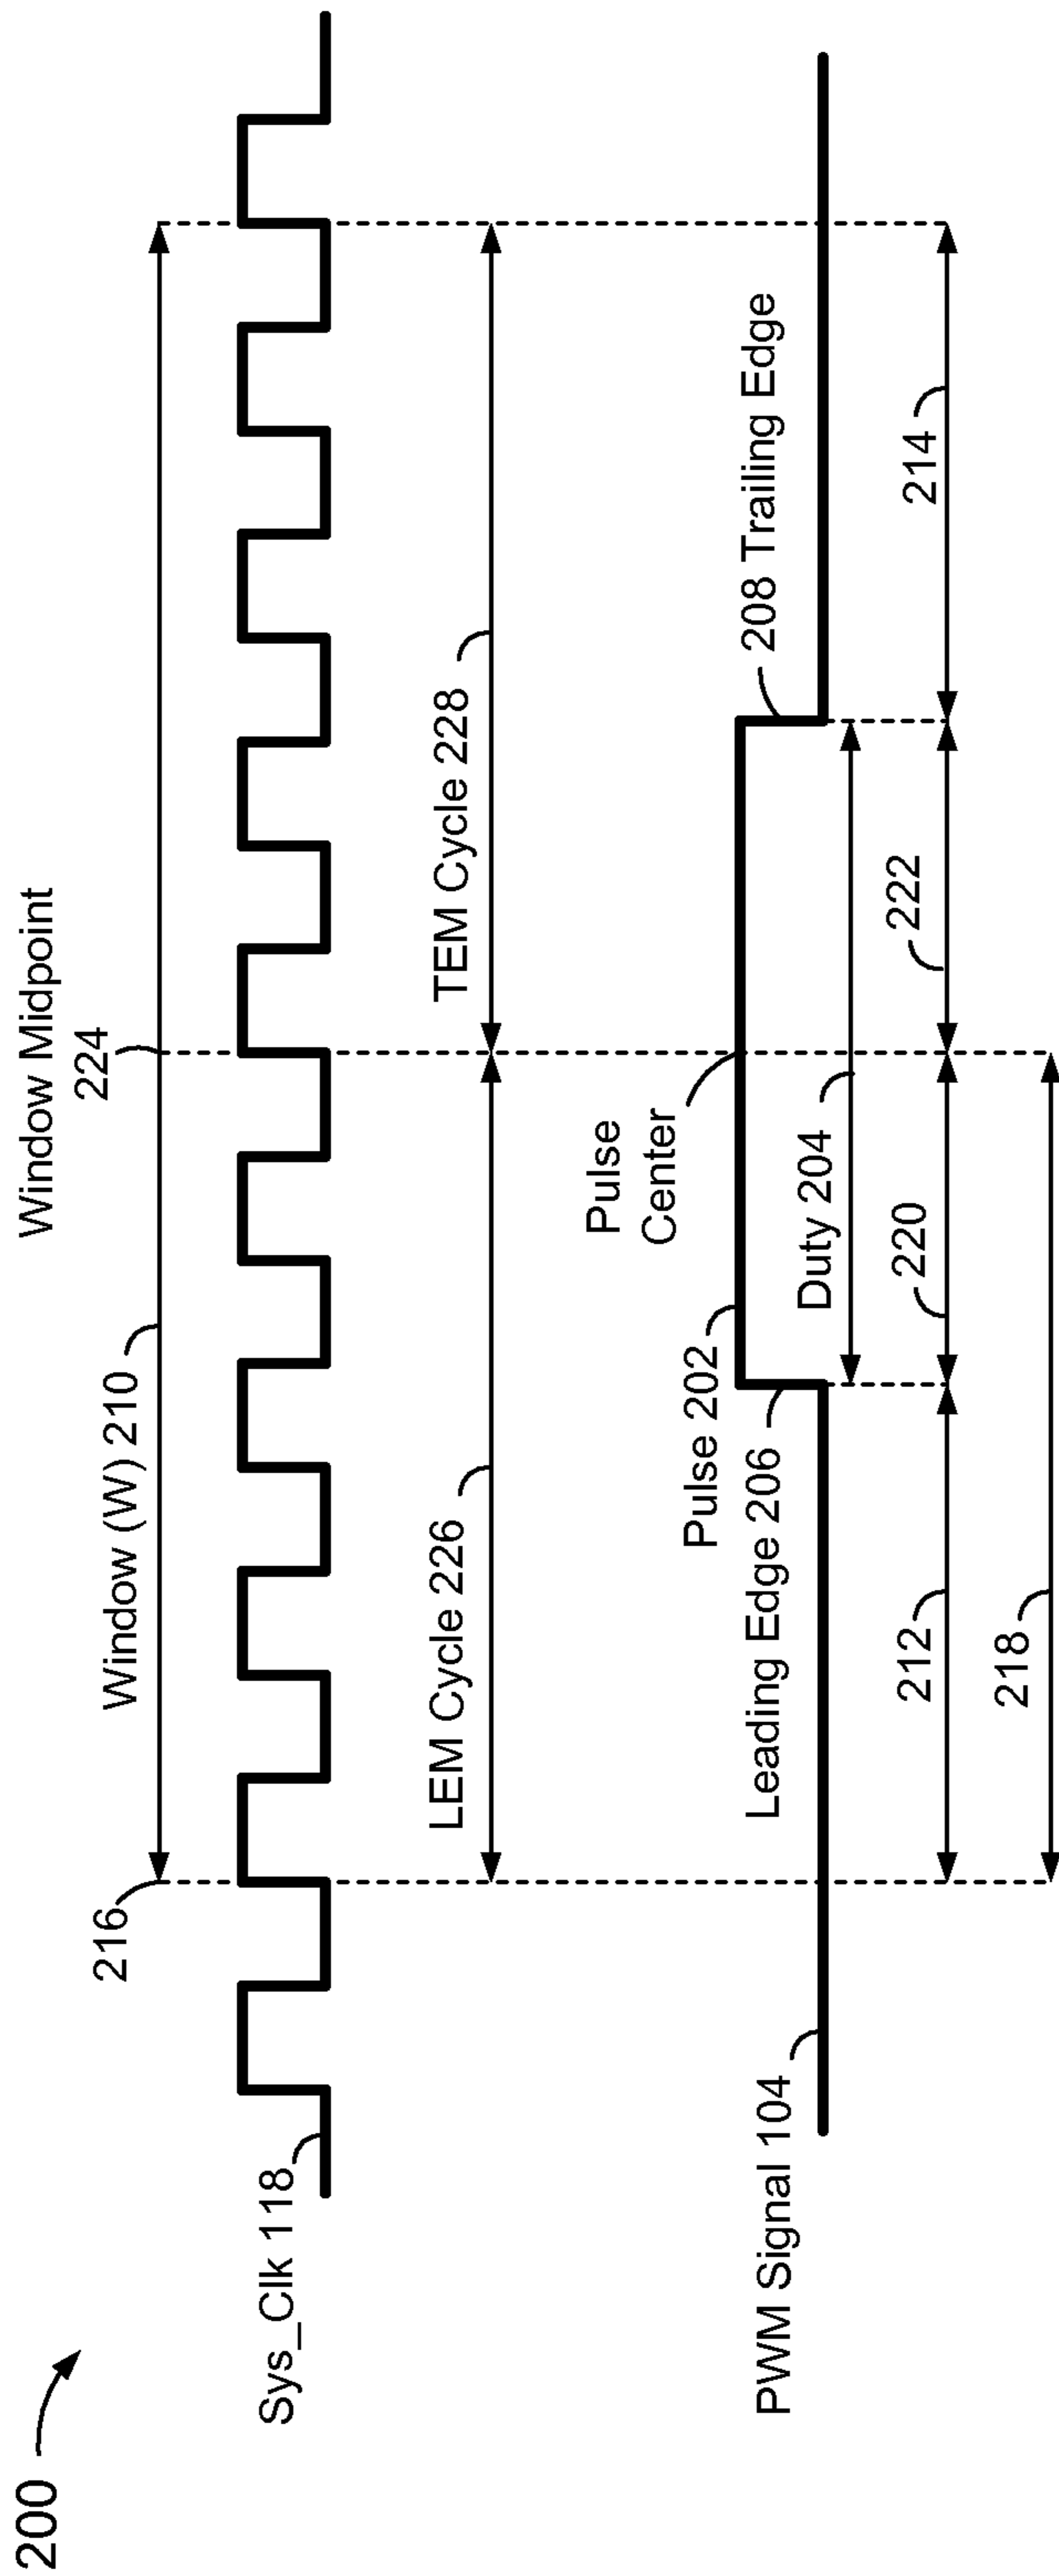 200
Window Midpoint
224
Window (W) 210
216
Sys_Clk 118
LEM Cycle 226
TEM Cycle 228
Pulse
Center
Pulse 202
Leading Edge 206
208 Trailing Edge
PWM Signal 104
Duty 204
212
220
222
214
218